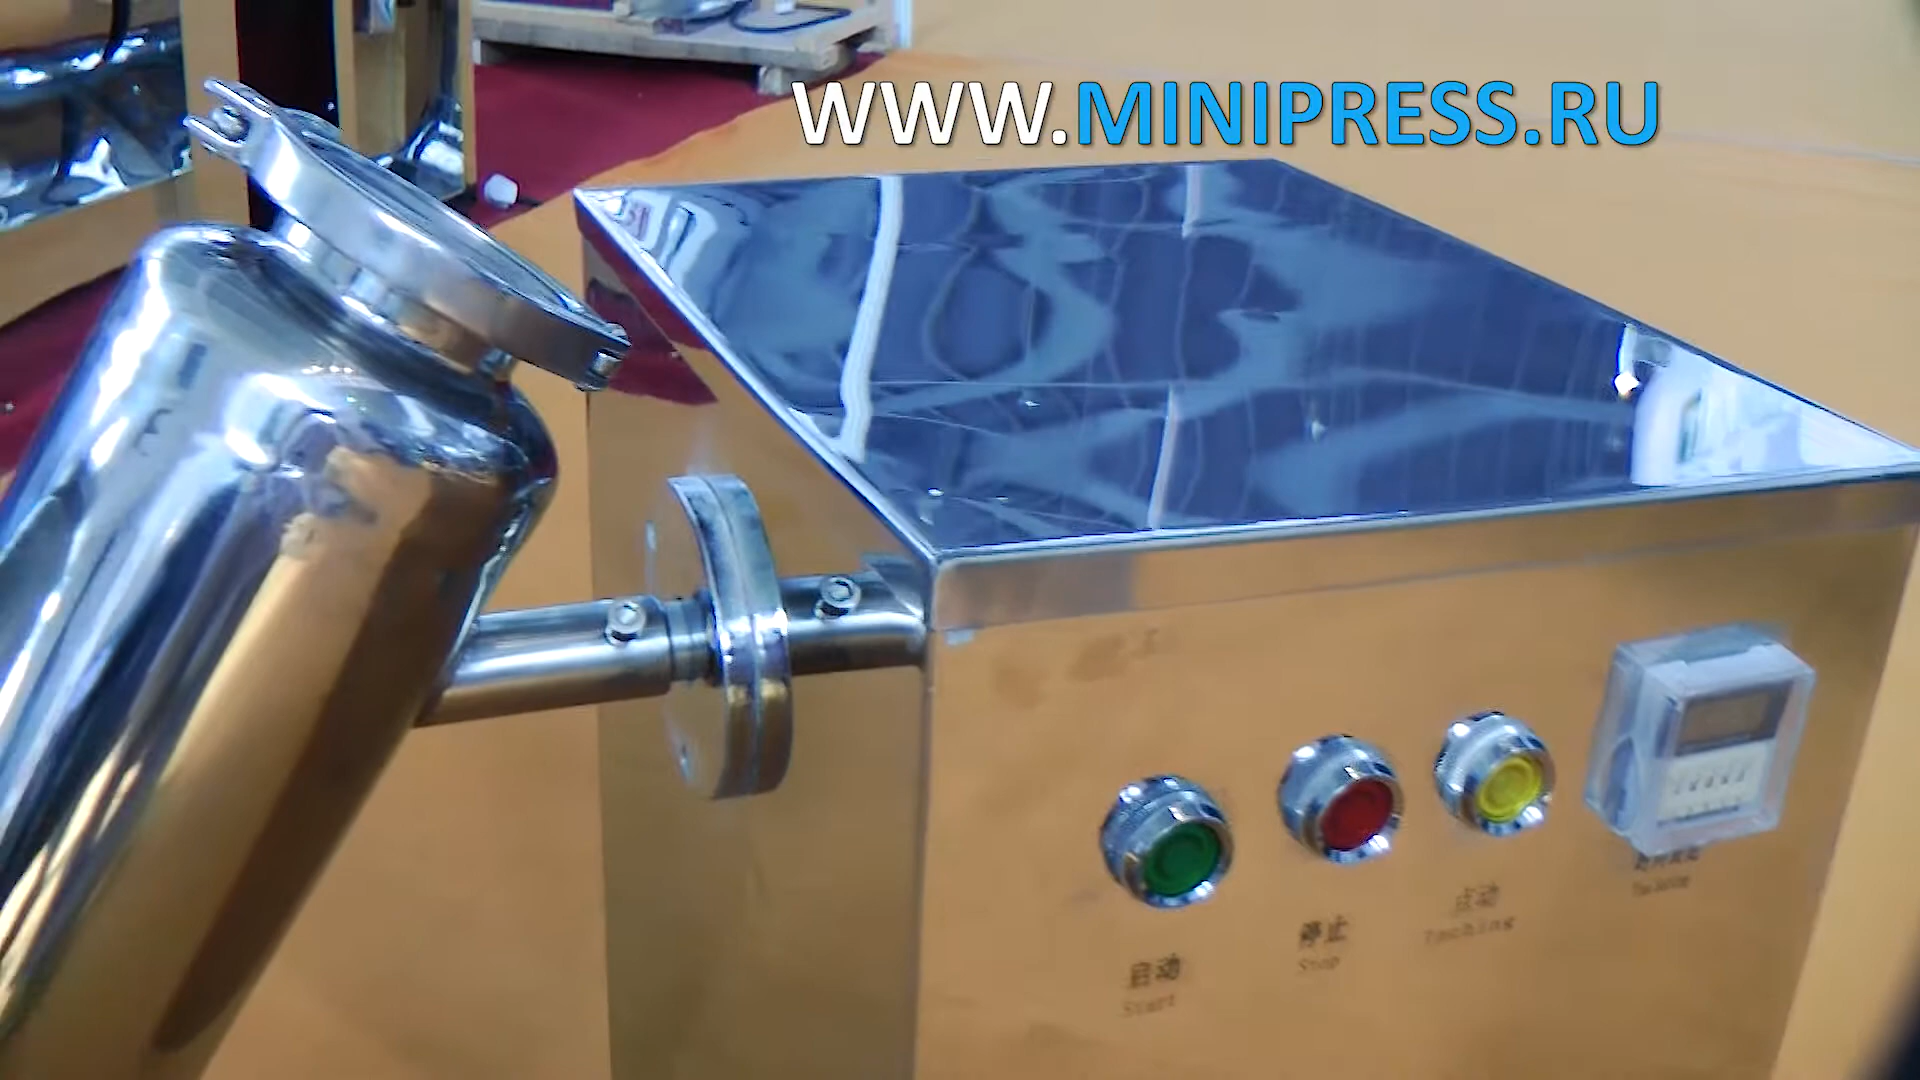 WWW.MINIPRESS.RU
启动
Start
停止
Stop
点动
Inching